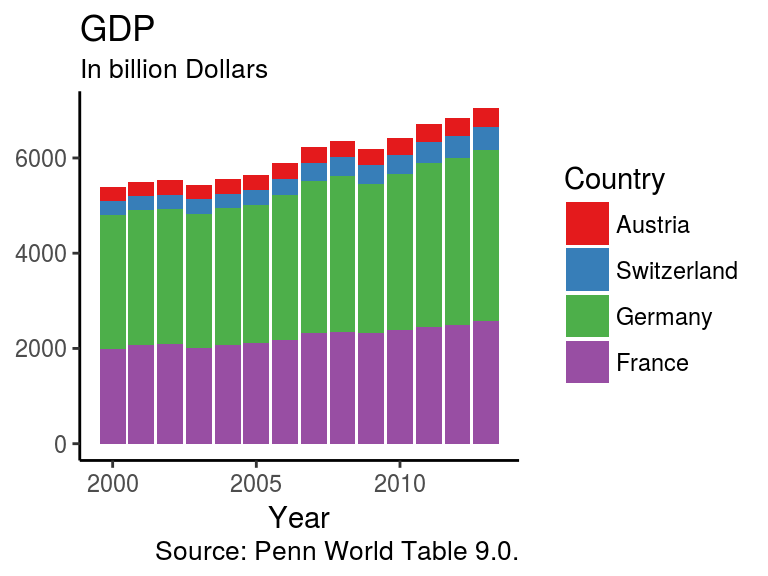 GDP
In billion Dollars
6000
4000
2000
0
2000 2005 2010
Year
Source: Penn World Table 9.0.
Country
Austria
Switzerland
Germany
France